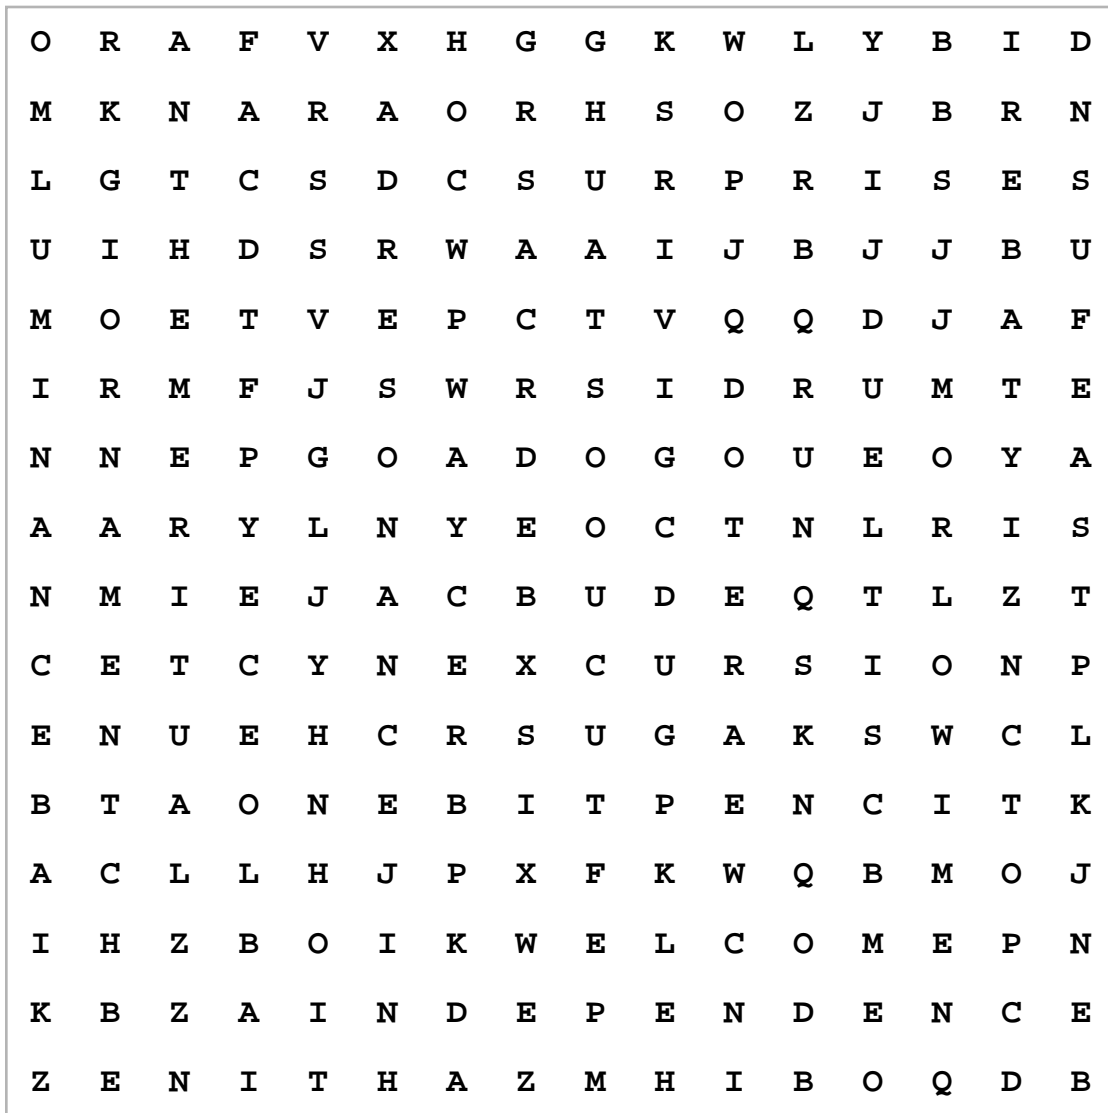 O R A F V X H G G K W L Y B I D
M K N A R A O R H S O Z J B R N
L G T C S D C S U R P R I S E S
U I H D S R W A A I J B J J B U
M O E T V E P C T V Q Q D J A F
I R M F J S W R S I D R U M T E
N N E P G O A D O G O U E O Y A
A A R Y L N Y E O C T N L R I S
N M I E J A C B U D E Q T L Z T
C E T C Y N E X C U R S I O N P
E N U E H C R S U G A K S W C L
B T A O N E B I T P E N C I T K
A C L L H J P X F K W Q B M O J
I H Z B O I K W E L C O M E P N
K B Z A I N D E P E N D E N C E
Z E N I T H A Z M H I B O Q D B